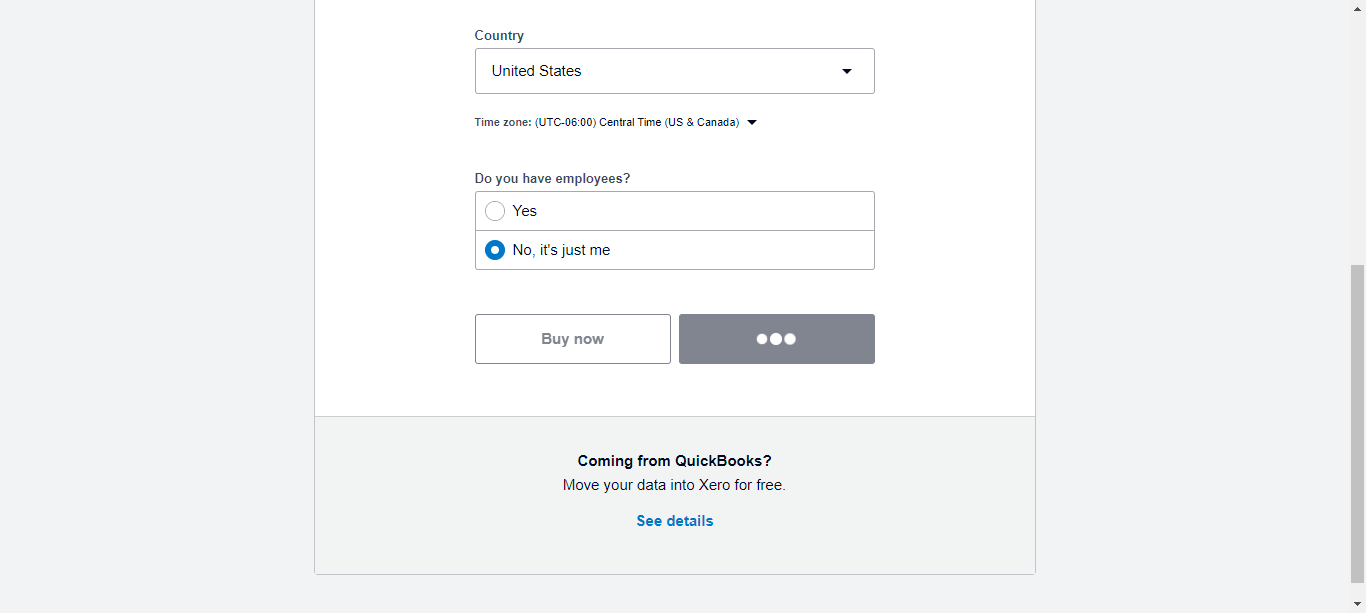 Country
United States
Time zone: (UTC-06:00) Central Time (US & Canada)
Do you have employees?
Yes
No, it's just me
Buy now
Coming from QuickBooks?
Move your data into Xero for free.
See details